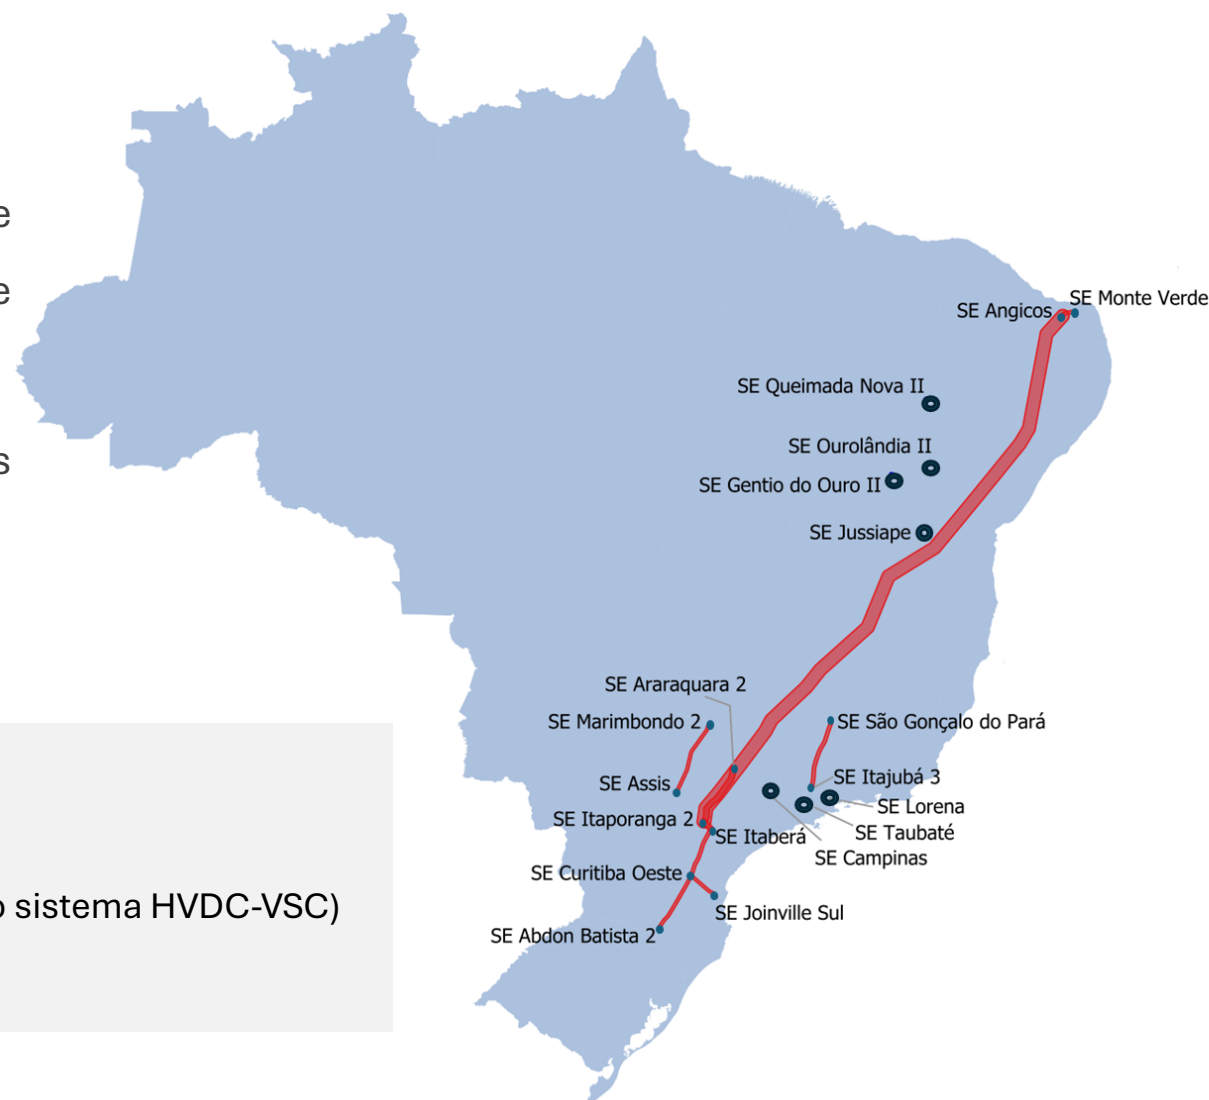 e
e
s
SE Monte Verde
SE Angicos
SE Queimada Nova II
SE Ourolândia II
SE Gentio do Ouro II
SE Jussiape
SE Araraquara 2
SE Marimbondo 2
SE São Gonçalo do Pará
SE Assis
SE Itajubá 3
SE Lorena
SE Itaporanga 2
SE Taubaté
SE Itaberá
SE Campinas
SE Curitiba Oeste
o sistema HVDC-VSC)
SE Joinville Sul
SE Abdon Batista 2